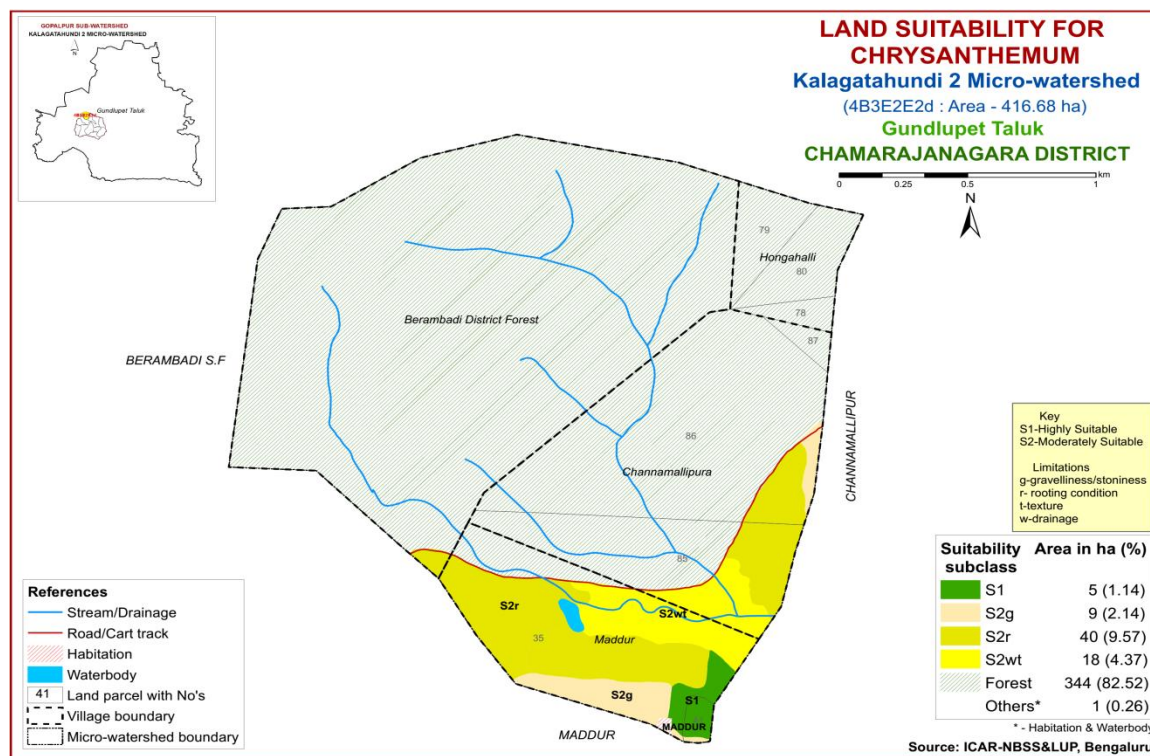 GOPALPUR SUB-WATERSHED
KALAGATAHUNDI 2 MICRO-WATERSHED
N
Gundlupet Taluk
LAND SUITABILITY FOR
CHRYSANTHEMUM
Kalagatahundi 2 Micro-watershed
(4B3E2E2d : Area - 416.68 ha)
Gundlupet Taluk
CHAMARAJANAGARA DISTRICT
km
0 0.25 0.5 1
N
79
Hongahalli
80
78
87
Berambadi District Forest
BERAMBADI S.F
86
Channamallipura
CHANNAMALLIPUR
85
S2r
S2wt
35
Maddur
S2g
S1
MADDUR
MADDUR
Key
S1-Highly Suitable
S2-Moderately Suitable
Limitations
g-gravelliness/stoniness
r- rooting condition
t-texture
w-drainage
Suitability subclass Area in ha (%)
S1 5 (1.14)
S2g 9 (2.14)
S2r 40 (9.57)
S2wt 18 (4.37)
Forest 344 (82.52)
Others* 1 (0.26)
* - Habitation & Waterbody
Source: ICAR-NBSS&LUP, Bengaluru
References
Stream/Drainage
Road/Cart track
Habitation
Waterbody
41 Land parcel with No's
Village boundary
Micro-watershed boundary